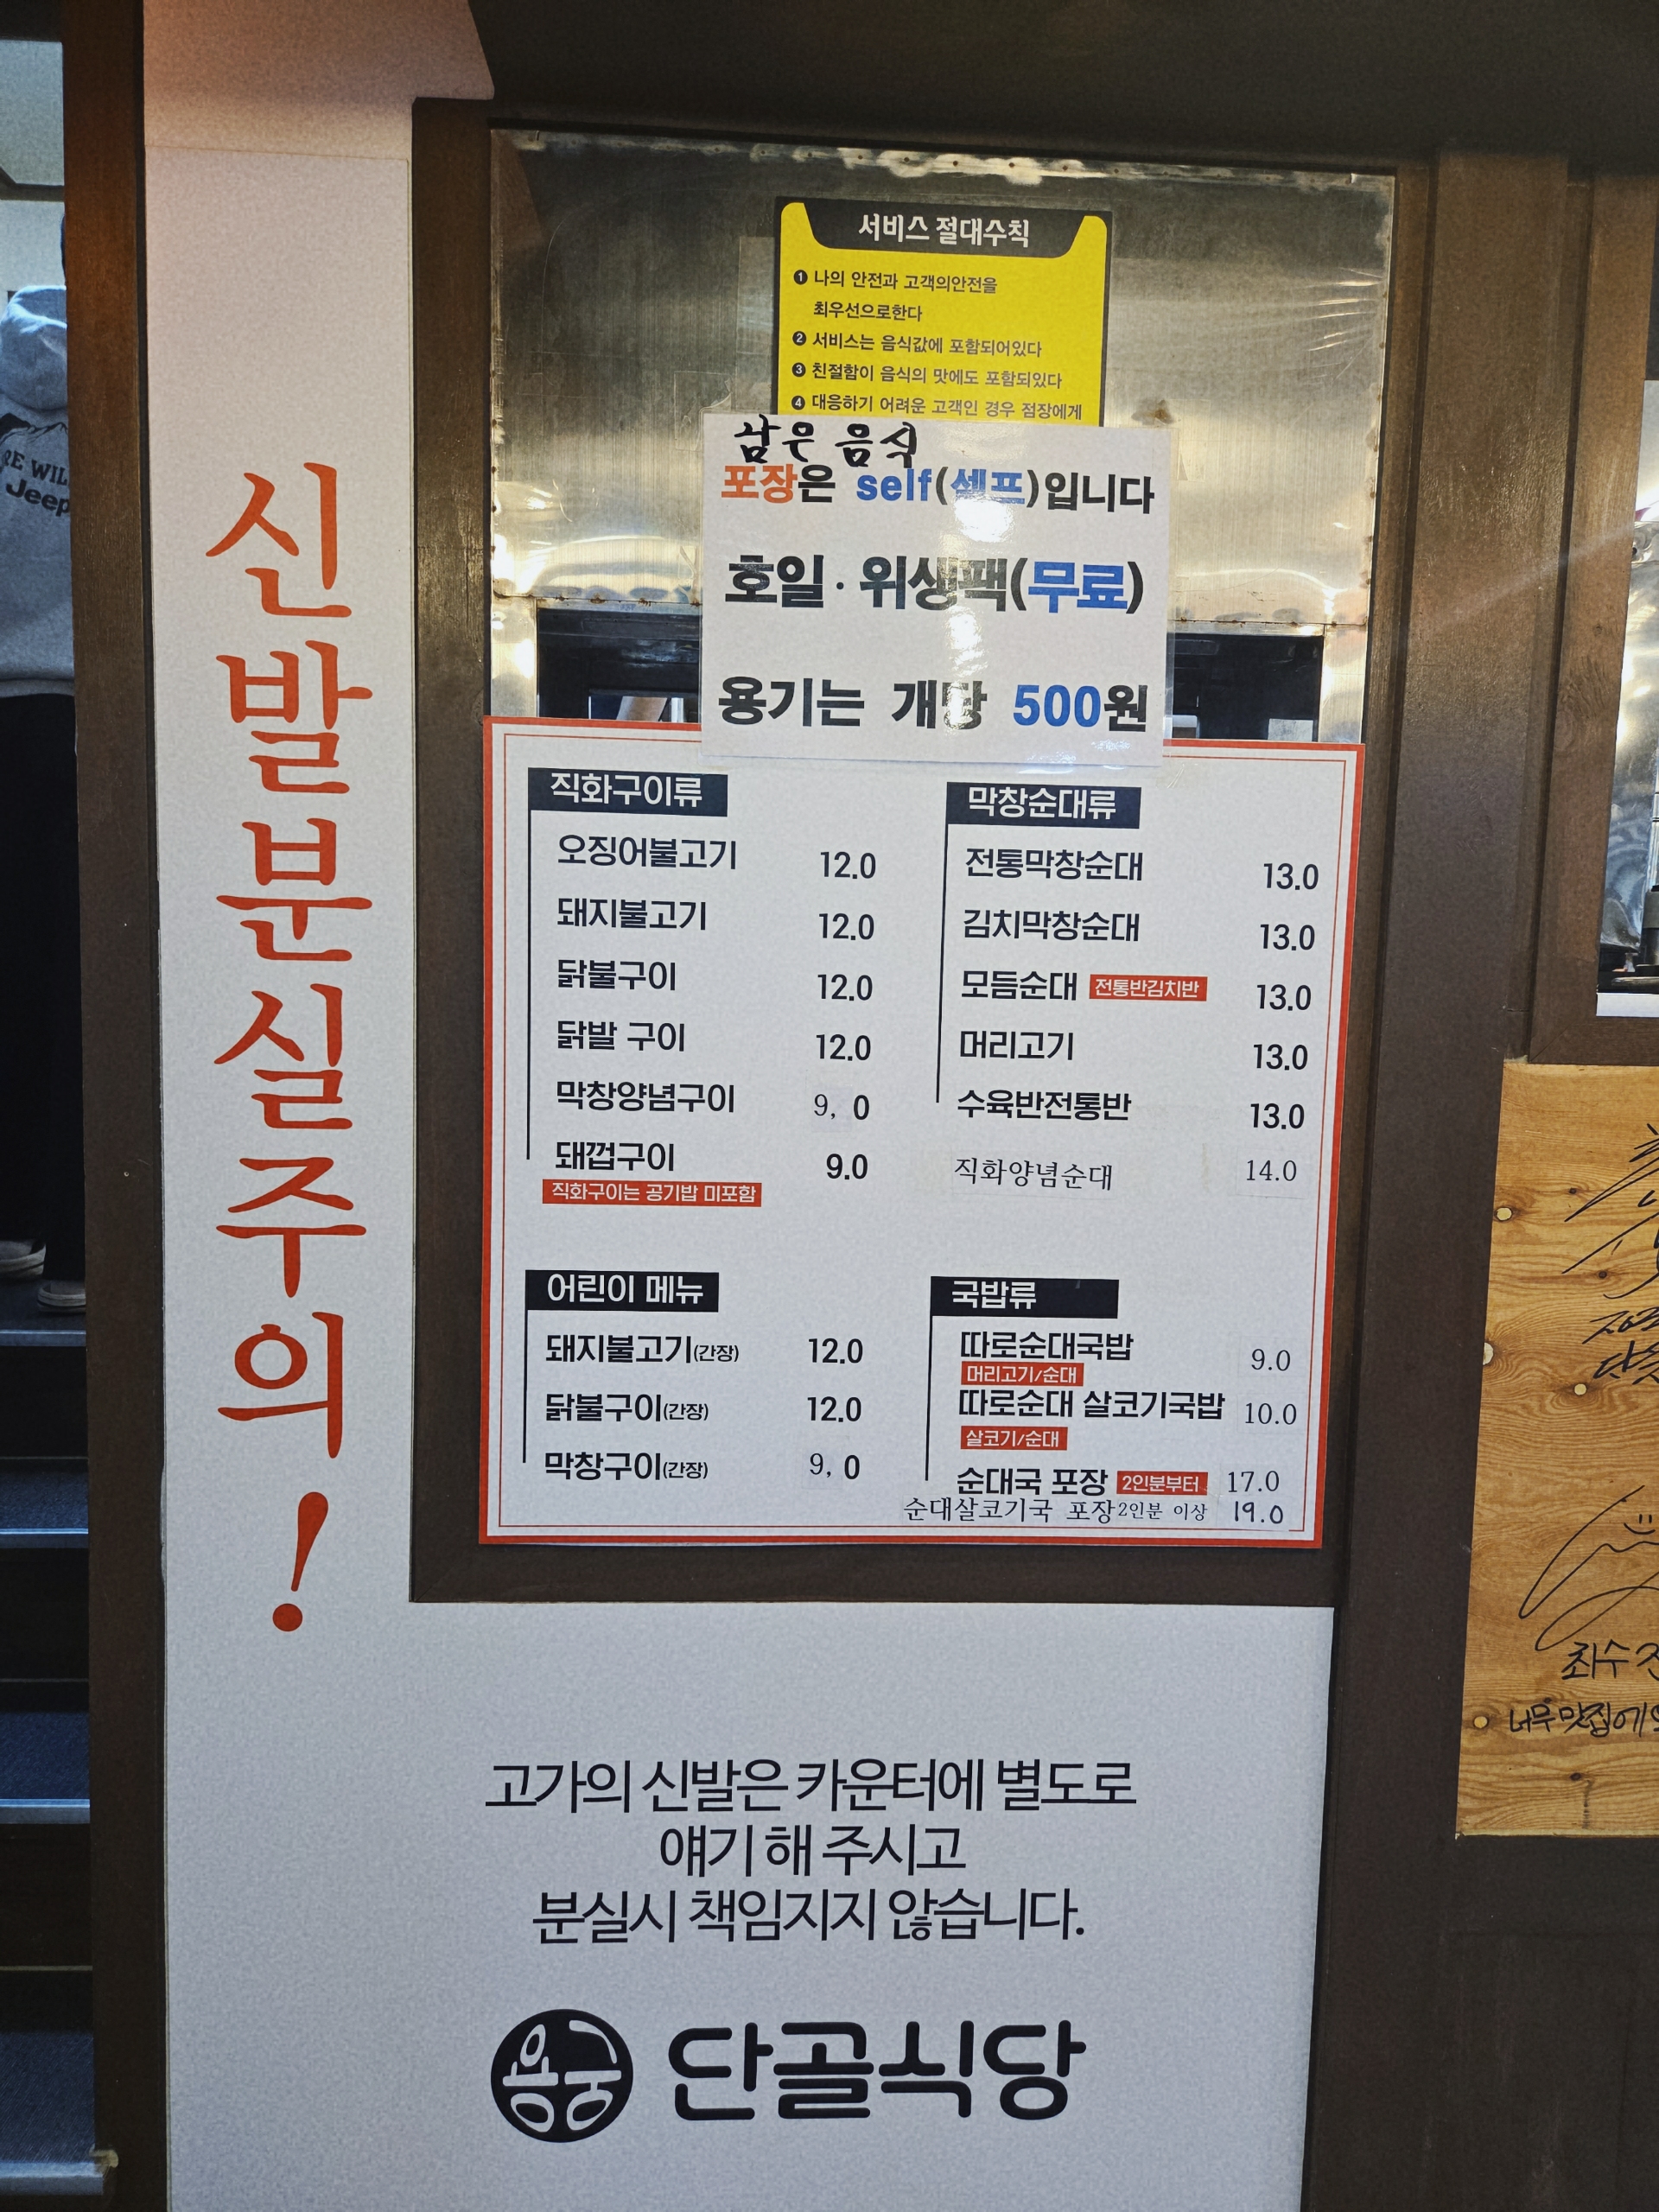 신발분실주의!
서비스 절대수칙
1 나의 안전과 고객의안전을
최우선으로한다
2 서비스는 음식값에 포함되어있다
3 친절함이 음식의 맛에도 포함되있다
4 대응하기 어려운 고객인 경우 점장에게
남은 음식
포장은 self(셀프)입니다
호일·위생팩(무료)
용기는 개당 500원
직화구이류
오징어불고기 12.0
돼지불고기 12.0
닭불구이 12.0
닭발 구이 12.0
막창양념구이 9, 0
돼껍구이 9.0
직화구이는 공기밥 미포함
막창순대류
전통막창순대 13.0
김치막창순대 13.0
모듬순대 전통반김치반 13.0
머리고기 13.0
수육반전통반 13.0
직화양념순대 14.0
어린이 메뉴
돼지불고기(간장) 12.0
닭불구이(간장) 12.0
막창구이(간장) 9, 0
국밥류
따로순대국밥 9.0
머리고기/순대
따로순대 살코기국밥 10.0
살코기/순대
순대국 포장 2인분부터 17.0
순대살코기국 포장2인분 이상 19.0
고가의 신발은 카운터에 별도로
얘기 해 주시고
분실시 책임지지 않습니다.
용궁 단골식당
RE WIL
Jeep
최수
너무 맛집에